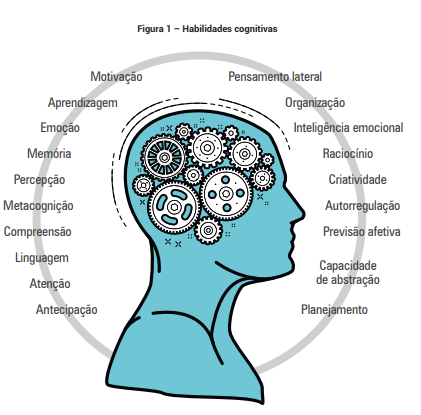 Figura 1 – Habilidades cognitivas
Motivação
Aprendizagem
Emoção
Memória
Percepção
Metacognição
Compreensão
Linguagem
Atenção
Antecipação
Pensamento lateral
Organização
Inteligência emocional
Raciocínio
Criatividade
Autorregulação
Previsão afetiva
Capacidade
de abstração
Planejamento